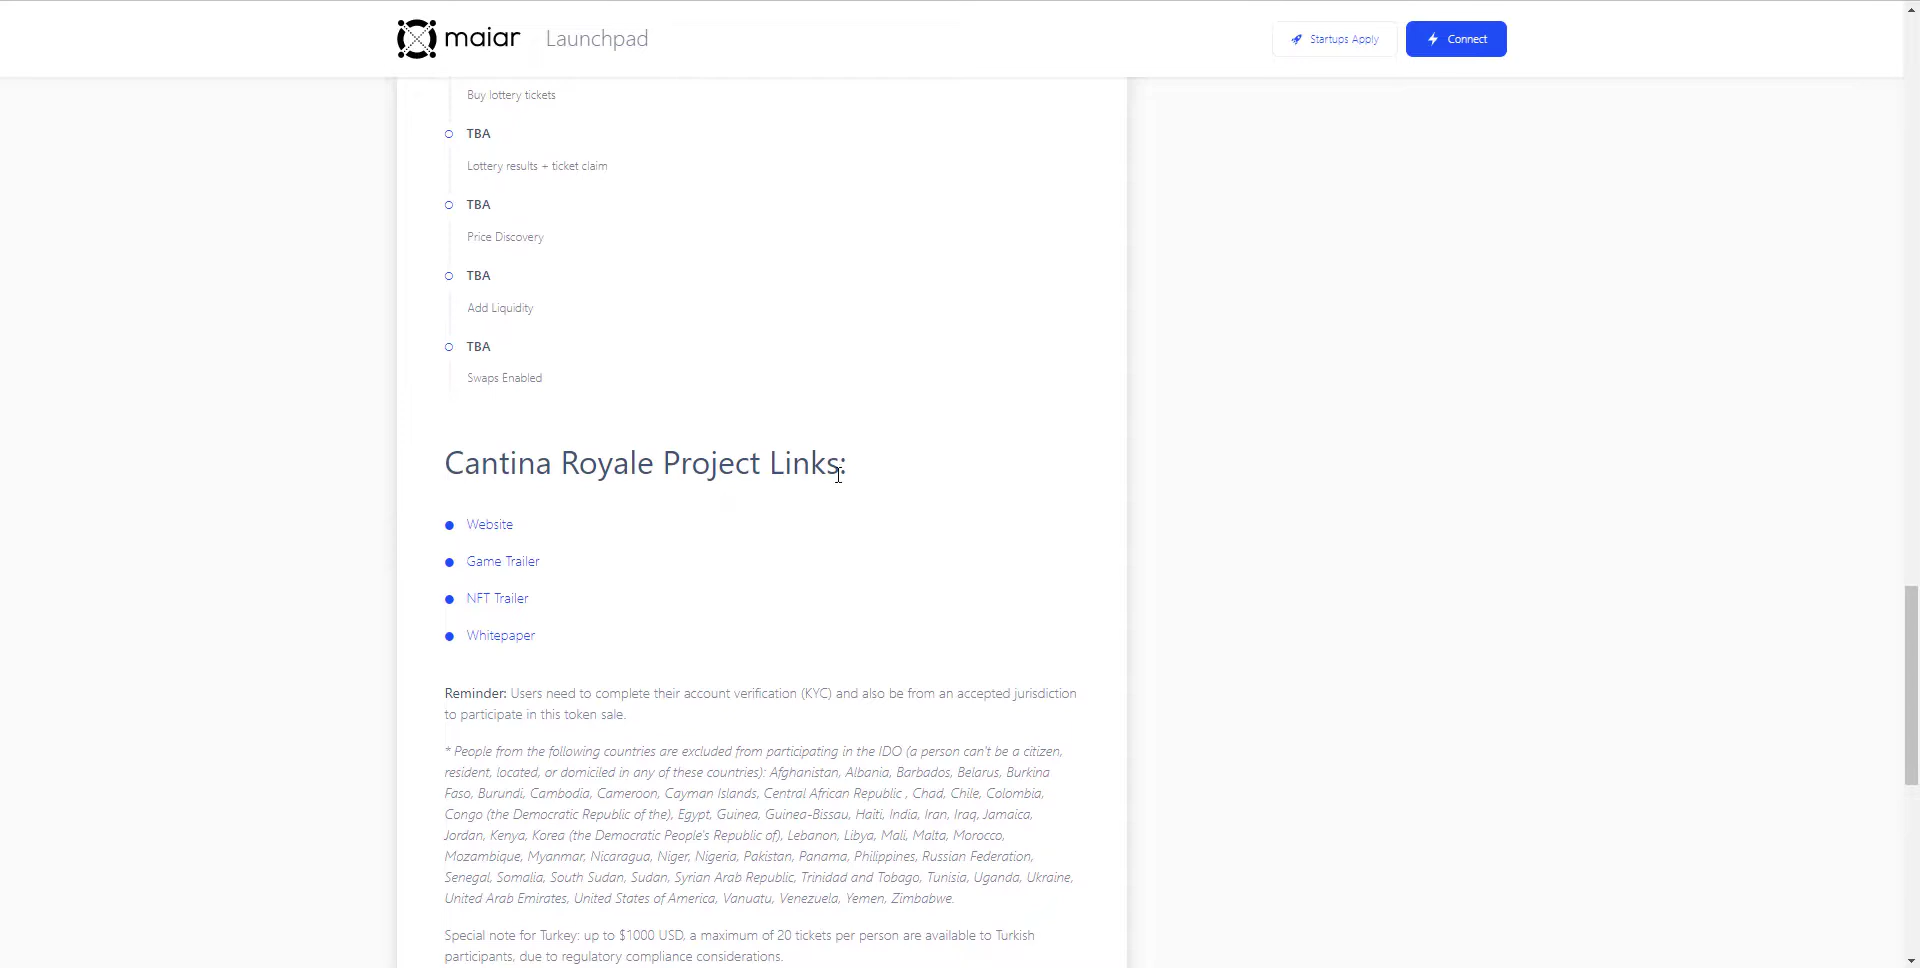 maiar Launchpad Startups Apply Connect
Buy lottery tickets
TBA
Lottery results + ticket claim
TBA
Price Discovery
TBA
Add Liquidity
TBA
Swaps Enabled
Cantina Royale Project Links:
Website
Game Trailer
NFT Trailer
Whitepaper
Reminder: Users need to complete their account verification (KYC) and also be from an accepted jurisdiction
to participate in this token sale.
* People from the following countries are excluded from participating in the IDO (a person can't be a citizen,
resident, located, or domiciled in any of these countries): Afghanistan, Albania, Barbados, Belarus, Burkina
Faso, Burundi, Cambodia, Cameroon, Cayman Islands, Central African Republic , Chad, Chile, Colombia,
Congo (the Democratic Republic of the), Egypt, Guinea, Guinea-Bissau, Haiti, India, Iran, Iraq, Jamaica,
Jordan, Kenya, Korea (the Democratic People's Republic of), Lebanon, Libya, Mali, Malta, Morocco,
Mozambique, Myanmar, Nicaragua, Niger, Nigeria, Pakistan, Panama, Philippines, Russian Federation,
Senegal, Somalia, South Sudan, Sudan, Syrian Arab Republic, Trinidad and Tobago, Tunisia, Uganda, Ukraine,
United Arab Emirates, United States of America, Vanuatu, Venezuela, Yemen, Zimbabwe.
Special note for Turkey: up to $1000 USD, a maximum of 20 tickets per person are available to Turkish
participants, due to regulatory compliance considerations.